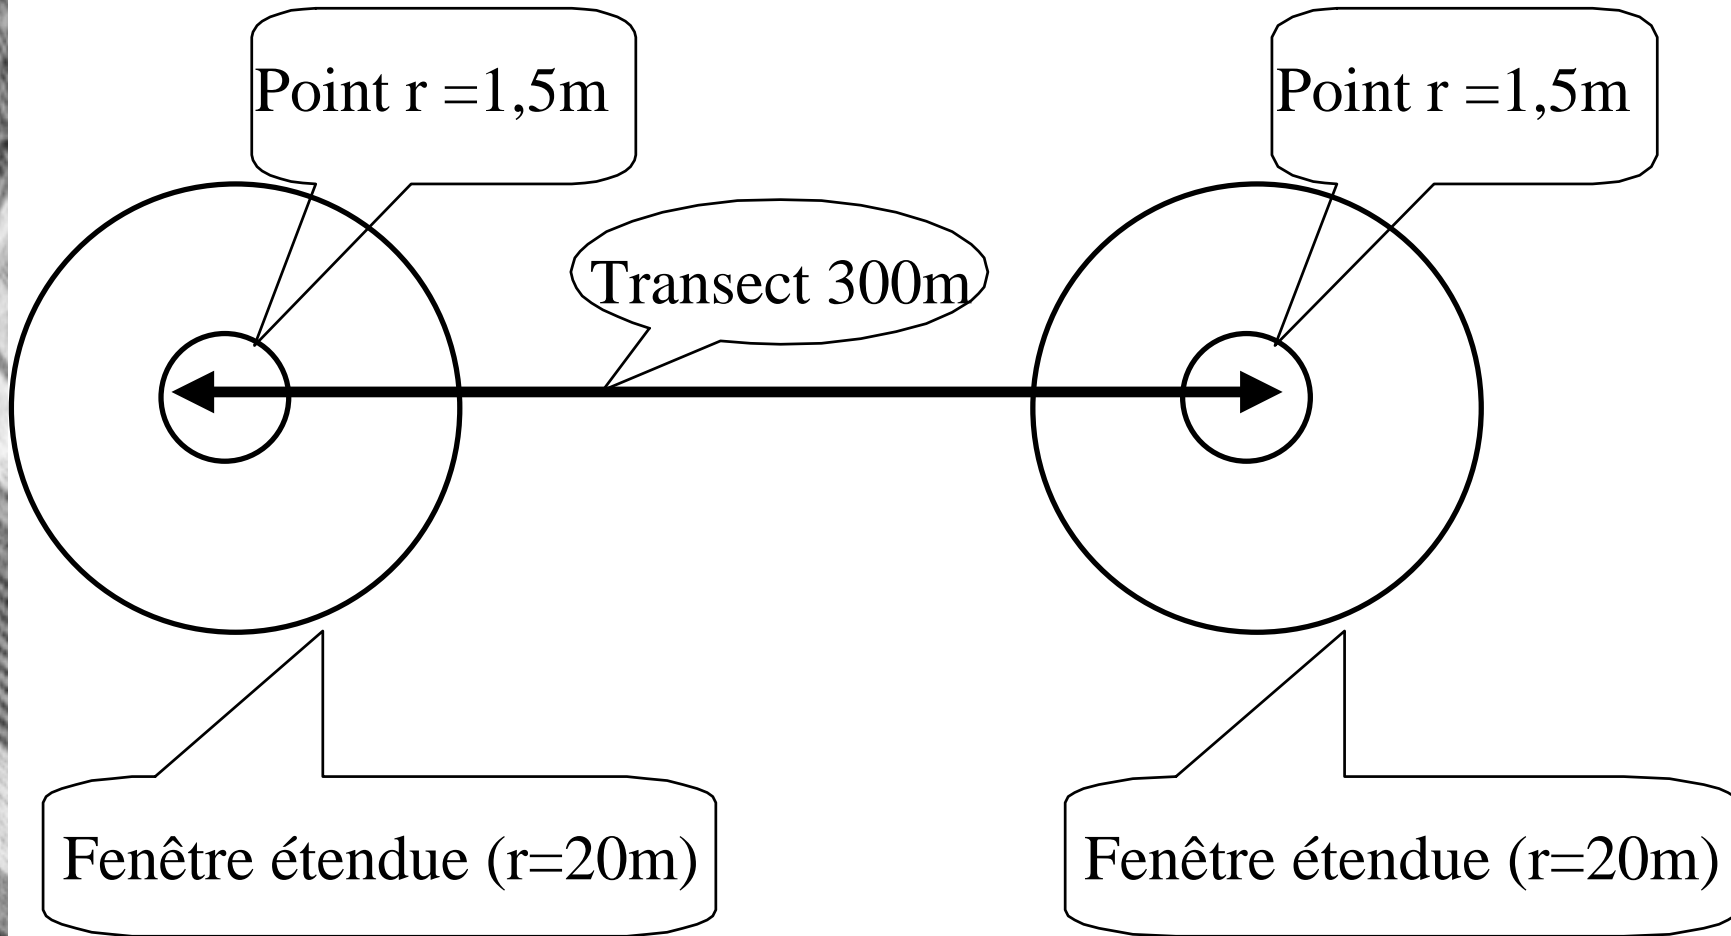 Point r =1,5m
Point r =1,5m
Transect 300m
Fenêtre étendue (r=20m)
Fenêtre étendue (r=20m)